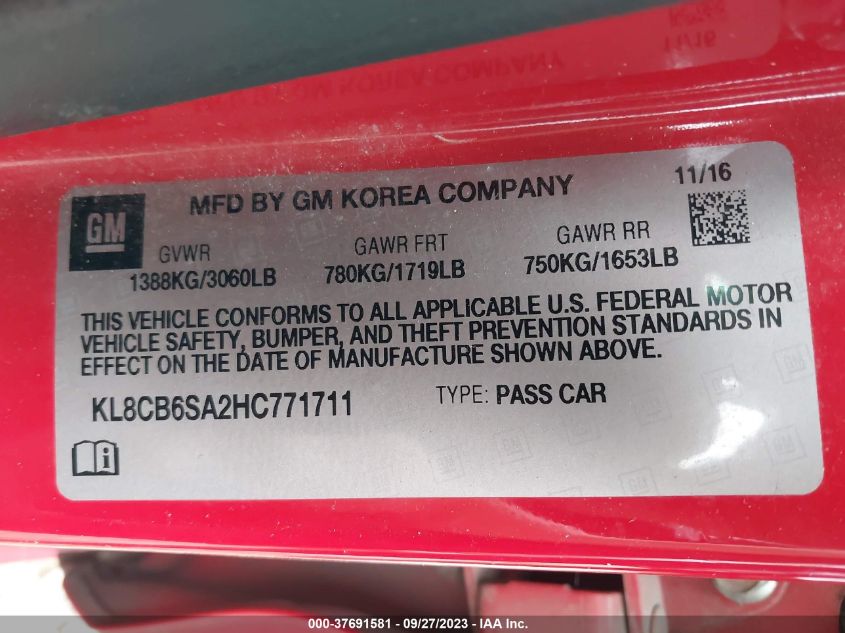 MFD BY GM KOREA COMPANY
11/16
GM
GVWR
GAWR FRT
GAWR RR
1388KG/3060LB
780KG/1719LB
750KG/1653LB
THIS VEHICLE CONFORMS TO ALL APPLICABLE U.S. FEDERAL MOTOR
VEHICLE SAFETY, BUMPER, AND THEFT PREVENTION STANDARDS IN
EFFECT ON THE DATE OF MANUFACTURE SHOWN ABOVE.
KL8CB6SA2HC771711
TYPE: PASS CAR
000-37691581 - 09/27/2023 - IAA Inc.